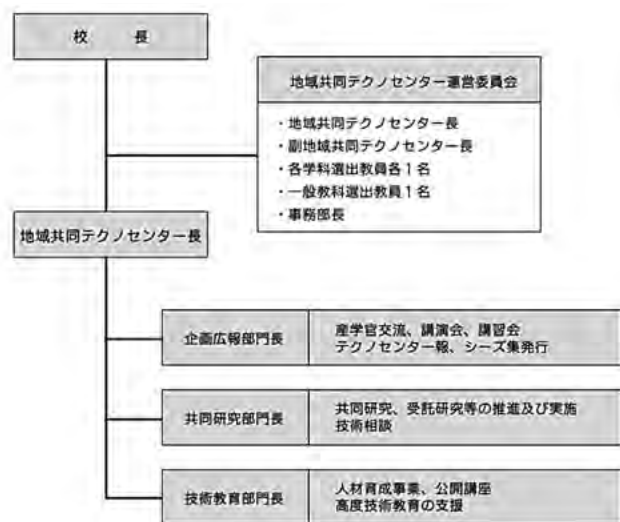 校　　長
地域共同テクノセンター運営委員会
・地域共同テクノセンター長
・副地域共同テクノセンター長
・各学科選出教員各１名
・一般教科選出教員１名
・事務部長
地域共同テクノセンター長
企画広報部門長
産学官交流、講演会、講習会
テクノセンター報、シーズ集発行
共同研究部門長
共同研究、受託研究等の推進及び実施
技術相談
技術教育部門長
人材育成事業、公開講座
高度技術教育の支援